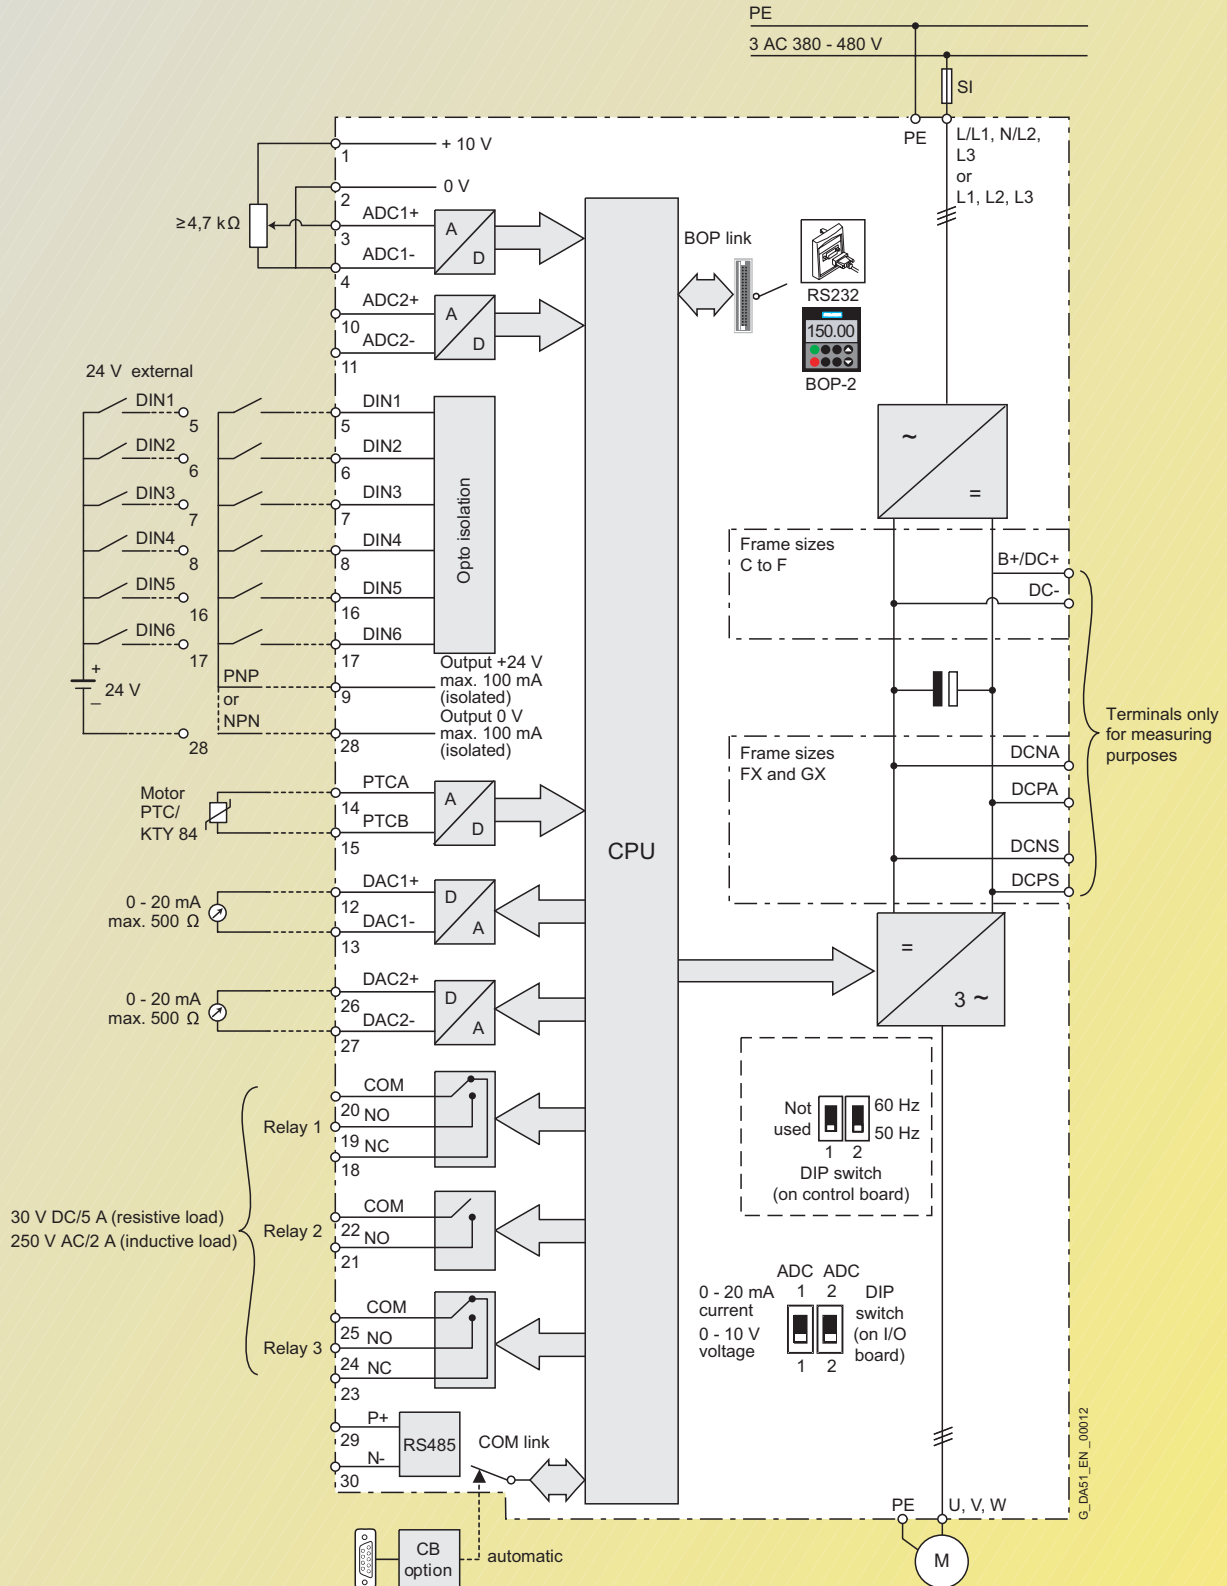 PE
3 AC 380 - 480 V
SI
PE
L/L1, N/L2,
L3
or
L1, L2, L3
1
+ 10 V
2
0 V
≥4,7 kΩ
ADC1+
3
ADC1-
4
A
D
ADC2+
10
ADC2-
11
A
D
BOP link
RS232
150.00
BOP-2
24 V external
DIN1
5
DIN2
6
DIN3
7
DIN4
8
DIN5
16
DIN6
17
+
24 V
–
28
PNP
or
NPN
DIN1
5
DIN2
6
DIN3
7
DIN4
8
DIN5
16
DIN6
17
Opto isolation
Output +24 V
max. 100 mA
(isolated)
9
Output 0 V
max. 100 mA
(isolated)
28
~
=
Frame sizes
C to F
B+/DC+
DC-
Terminals only
for measuring
purposes
Frame sizes
FX and GX
DCNA
DCPA
DCNS
DCPS
Motor
PTC/
KTY 84
PTCA
14
PTCB
15
A
D
CPU
0 - 20 mA
max. 500 Ω
DAC1+
12
DAC1-
13
D
A
0 - 20 mA
max. 500 Ω
DAC2+
26
DAC2-
27
D
A
=
3 ~
30 V DC/5 A (resistive load)
250 V AC/2 A (inductive load)
Relay 1
COM
20
NO
19
NC
18
Relay 2
COM
22
NO
21
Relay 3
COM
25
NO
24
NC
23
Not
used
60 Hz
50 Hz
1 2
DIP switch
(on control board)
ADC ADC
1 2
0 - 20 mA
current
0 - 10 V
voltage
DIP
switch
(on I/O
board)
1 2
P+
29
N-
30
RS485
COM link
CB
option
automatic
PE
U, V, W
M
G_DA51_EN_00012